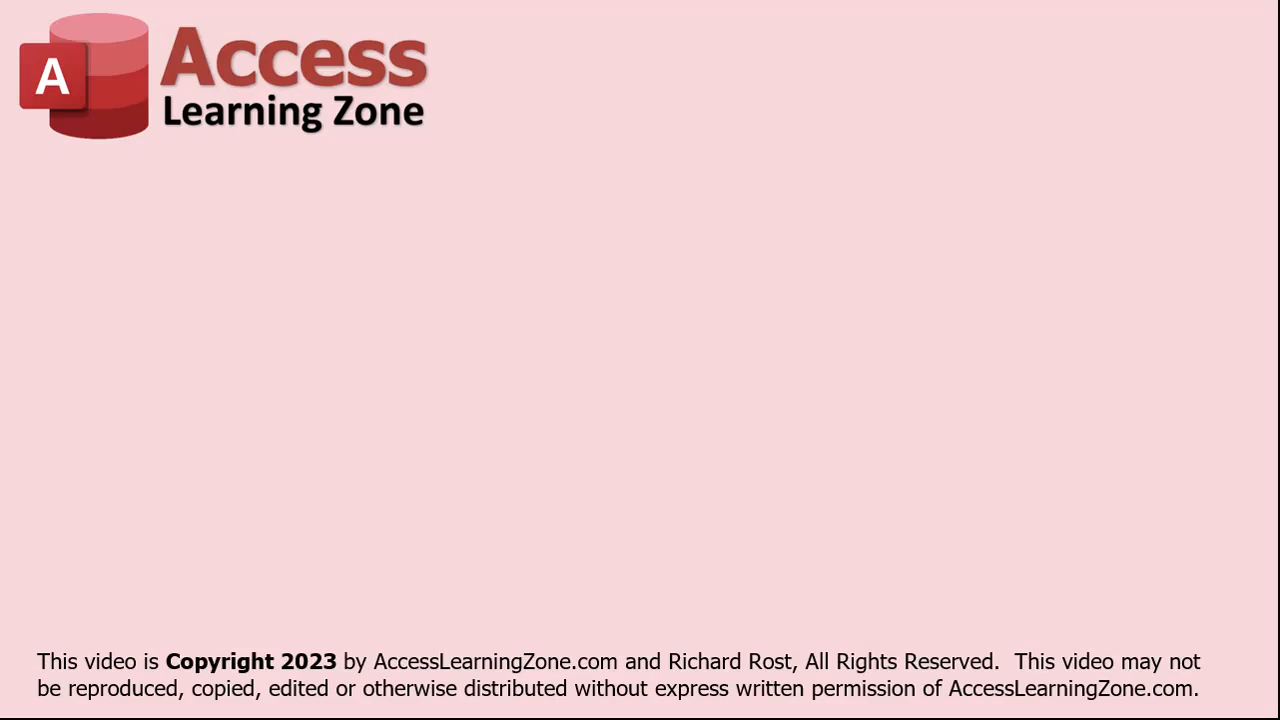 A
Access
Learning Zone
This video is Copyright 2023 by AccessLearningZone.com and Richard Rost, All Rights Reserved. This video may not
be reproduced, copied, edited or otherwise distributed without express written permission of AccessLearningZone.com.